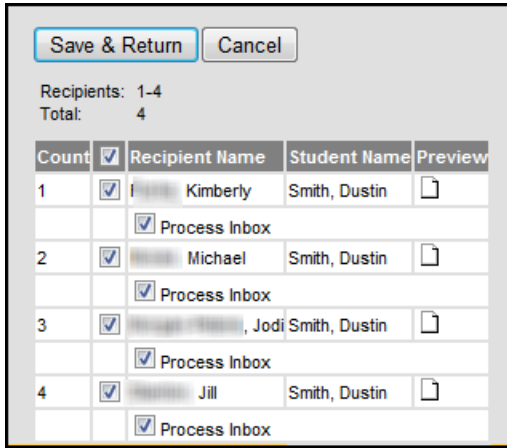 Save & Return Cancel
Recipients: 1-4
Total: 4
Count Recipient Name Student Name Preview
1 Kimberly Smith, Dustin
Process Inbox
2 Michael Smith, Dustin
Process Inbox
3 , Jodi Smith, Dustin
Process Inbox
4 Jill Smith, Dustin
Process Inbox